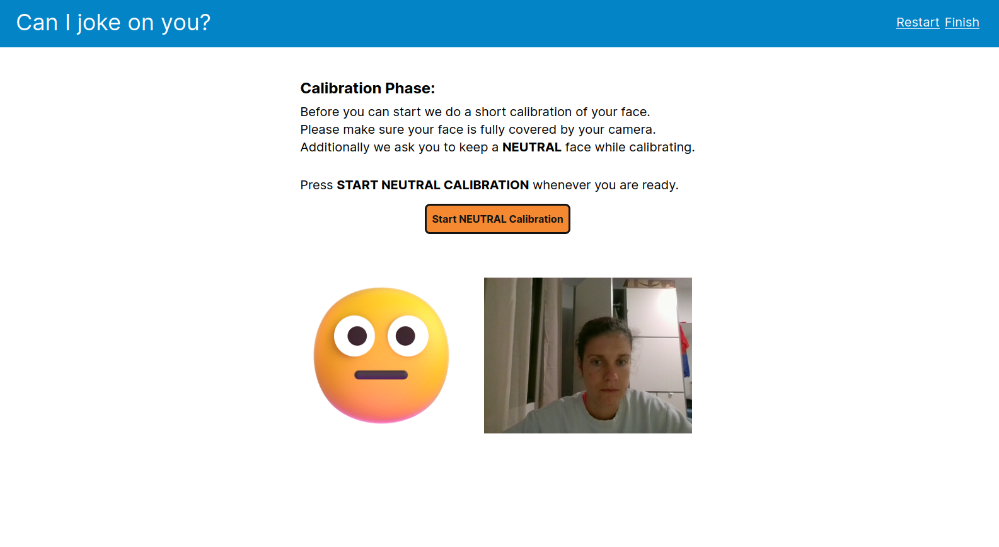 Can I joke on you?
Restart Finish
Calibration Phase:
Before you can start we do a short calibration of your face.
Please make sure your face is fully covered by your camera.
Additionally we ask you to keep a NEUTRAL face while calibrating.
Press START NEUTRAL CALIBRATION whenever you are ready.
Start NEUTRAL Calibration